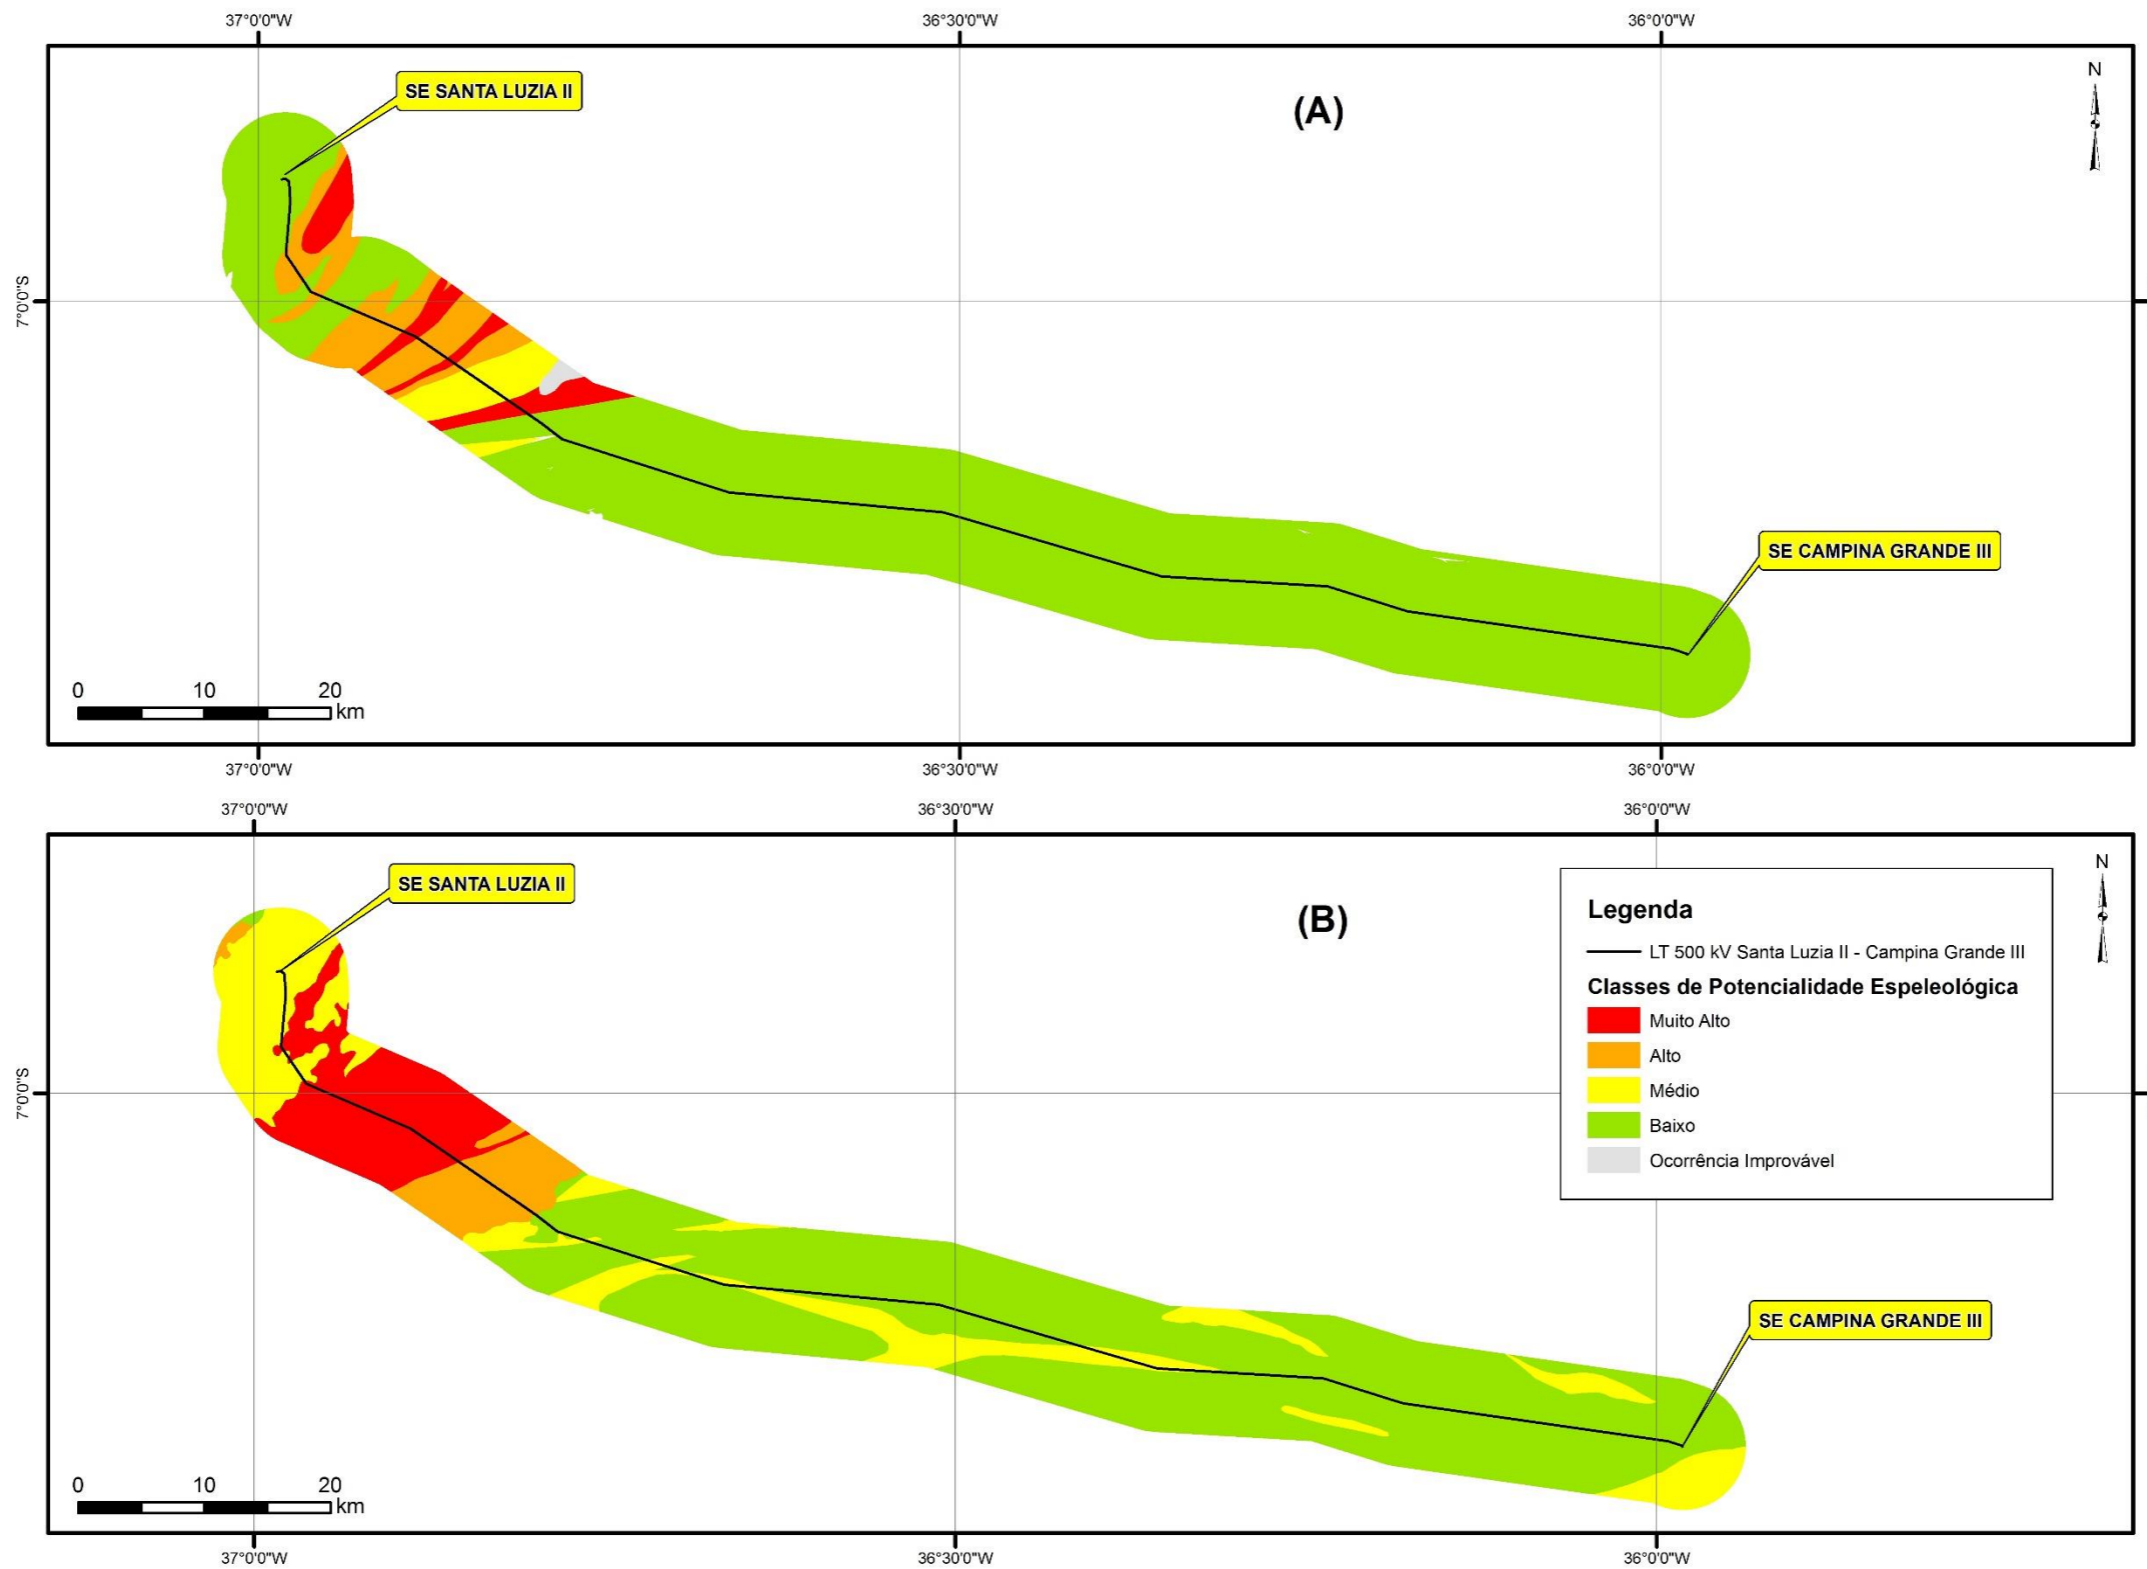 37°0'0"W
36°30'0"W
36°0'0"W
SE SANTA LUZIA II
(A)
N
7°0'0"S
SE CAMPINA GRANDE III
0 10 20
km
37°0'0"W
36°30'0"W
36°0'0"W
37°0'0"W
36°30'0"W
36°0'0"W
SE SANTA LUZIA II
(B)
N
Legenda
LT 500 kV Santa Luzia II - Campina Grande III
Classes de Potencialidade Espeleológica
Muito Alto
Alto
Médio
Baixo
Ocorrência Improvável
7°0'0"S
SE CAMPINA GRANDE III
0 10 20
km
37°0'0"W
36°30'0"W
36°0'0"W